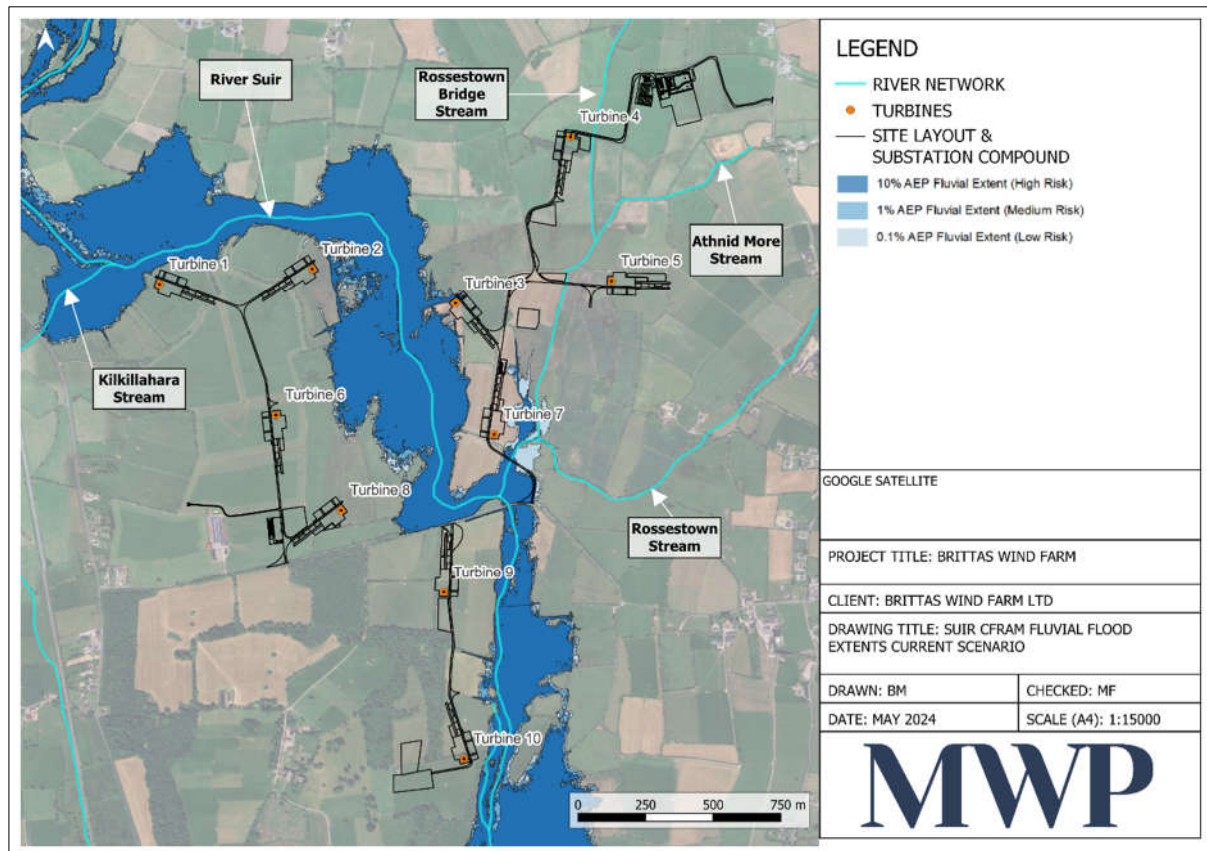 River Suir
Rossestown
Bridge
Stream
Turbine 4
Athnid More
Stream
Turbine 2
Turbine 1
Turbine 5
Turbine 3
Kilkillahara
Stream
Turbine 6
Turbine 7
Turbine 8
Rossestown
Stream
Turbine 9
Turbine 10
0 250 500 750 m
LEGEND
RIVER NETWORK
TURBINES
SITE LAYOUT &
SUBSTATION COMPOUND
10% AEP Fluvial Extent (High Risk)
1% AEP Fluvial Extent (Medium Risk)
0.1% AEP Fluvial Extent (Low Risk)
GOOGLE SATELLITE
PROJECT TITLE: BRITTAS WIND FARM
CLIENT: BRITTAS WIND FARM LTD
DRAWING TITLE: SUIR CFRAM FLUVIAL FLOOD
EXTENTS CURRENT SCENARIO
DRAWN: BM
CHECKED: MF
DATE: MAY 2024
SCALE (A4): 1:15000
MWP